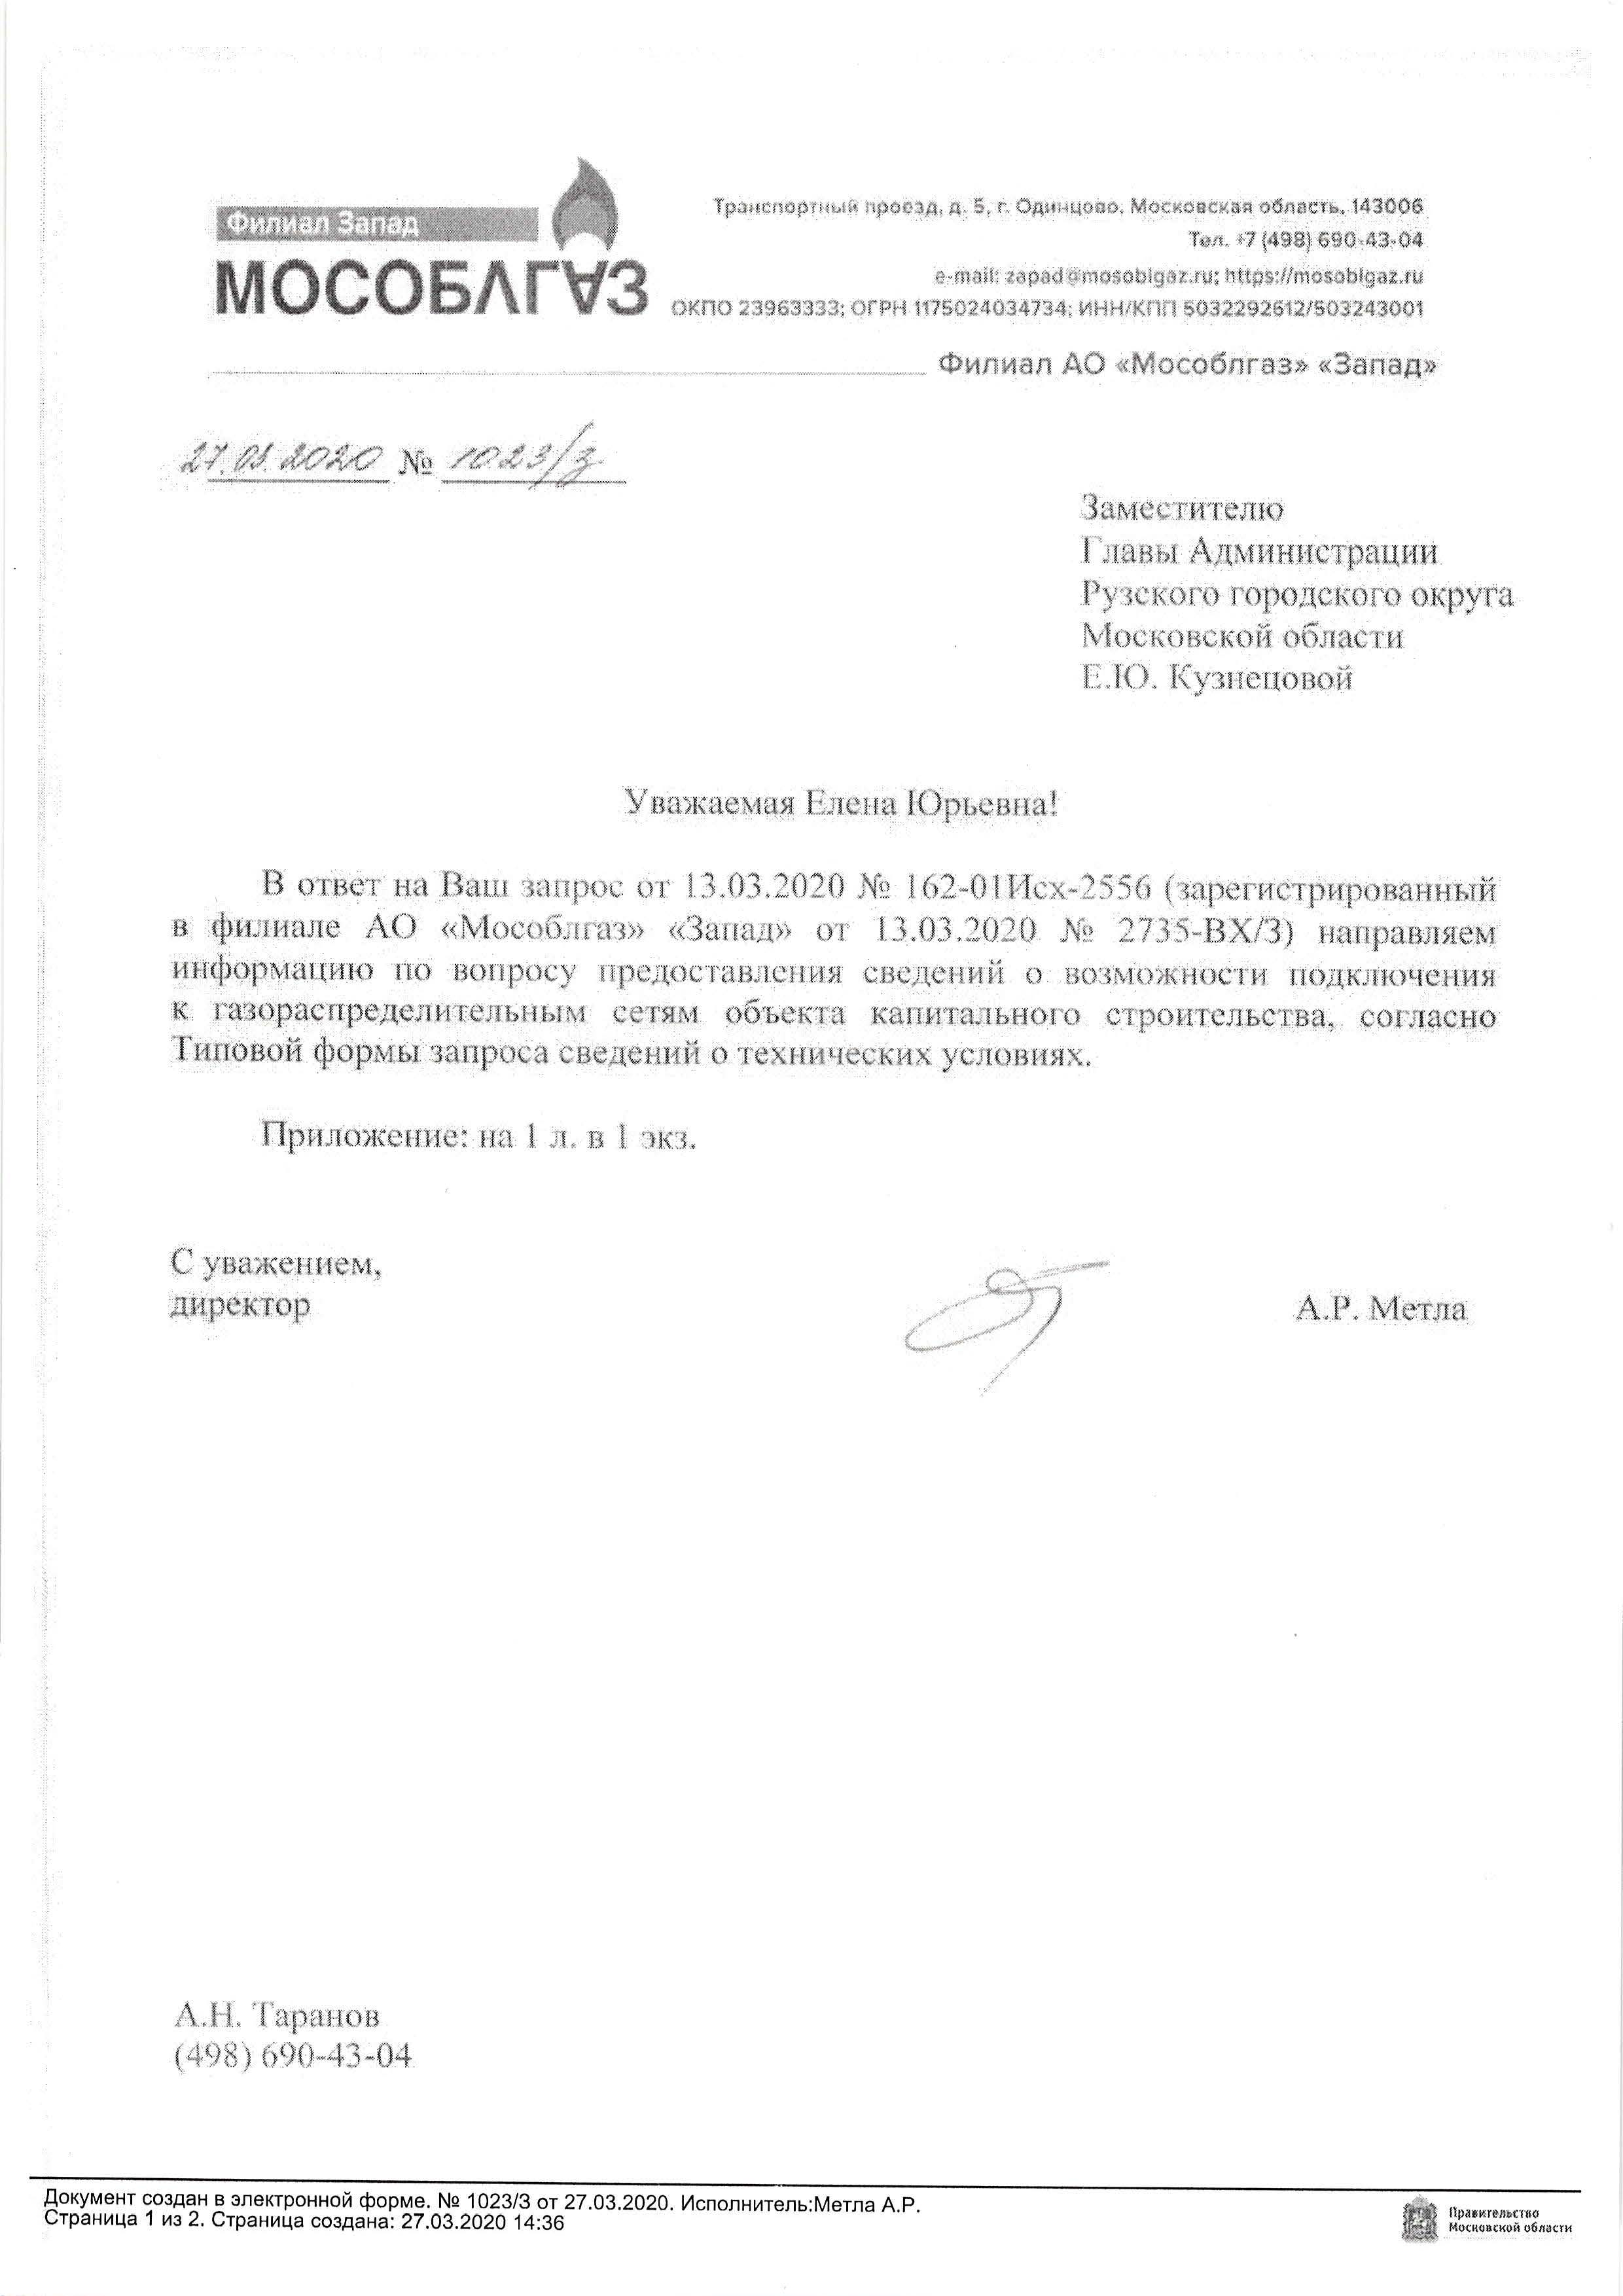 Филиал Запад
МОСОБЛГАЗ
Транспортный проезд, д. 5, г. Одинцово, Московская область, 143006
Тел. +7 (498) 690-43-04
e-mail: zapad@mosoblgaz.ru; https://mosoblgaz.ru
ОКПО 23963333; ОГРН 1175024034734; ИНН/КПП 5032292612/503243001
Филиал АО «Мособлгаз» «Запад»
27.03.2020 № 1023/З
Заместителю
Главы Администрации
Рузского городского округа
Московской области
Е.Ю. Кузнецовой
Уважаемая Елена Юрьевна!
В ответ на Ваш запрос от 13.03.2020 № 162-01Исх-2556 (зарегистрированный
в филиале АО «Мособлгаз» «Запад» от 13.03.2020 № 2735-ВХ/З) направляем
информацию по вопросу предоставления сведений о возможности подключения
к газораспределительным сетям объекта капитального строительства, согласно
Типовой формы запроса сведений о технических условиях.
Приложение: на 1 л. в 1 экз.
С уважением,
директор
А.Р. Метла
А.Н. Таранов
(498) 690-43-04
Документ создан в электронной форме. № 1023/З от 27.03.2020. Исполнитель:Метла А.Р.
Страница 1 из 2. Страница создана: 27.03.2020 14:36
Правительство
Московской области